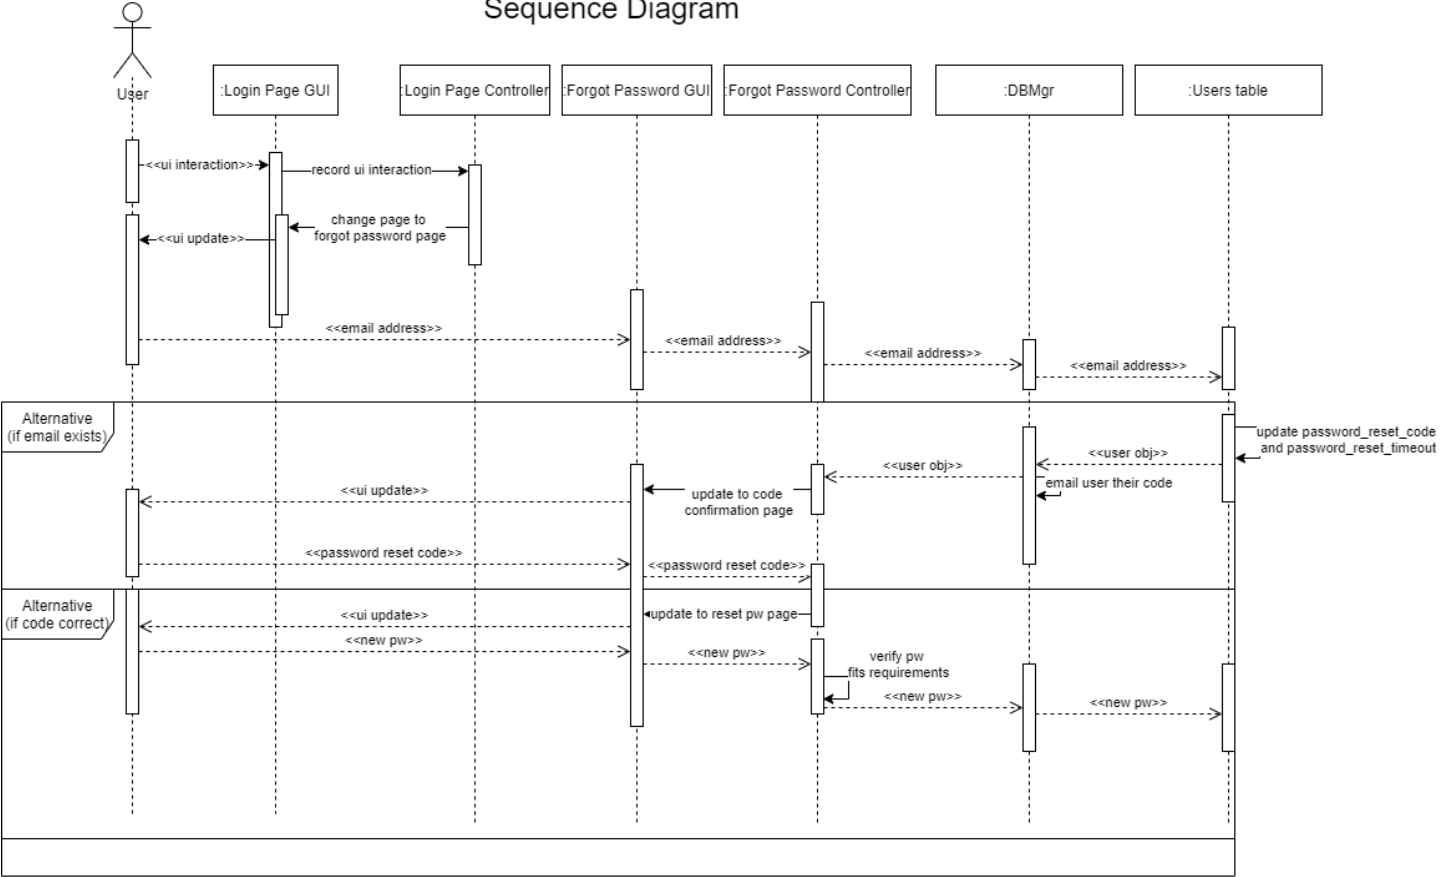 Sequence Diagram
User
:Login Page GUI
:Login Page Controller
:Forgot Password GUI
:Forgot Password Controller
:DBMgr
:Users table
<<ui interaction>>
record ui interaction
change page to
forgot password page
<<ui update>>
<<email address>>
<<email address>>
<<email address>>
<<email address>>
Alternative
(if email exists)
update password_reset_code
and password_reset_timeout
<<user obj>>
<<user obj>>
email user their code
update to code
confirmation page
<<ui update>>
<<password reset code>>
<<password reset code>>
Alternative
(if code correct)
update to reset pw page
<<ui update>>
<<new pw>>
<<new pw>>
verify pw
fits requirements
<<new pw>>
<<new pw>>